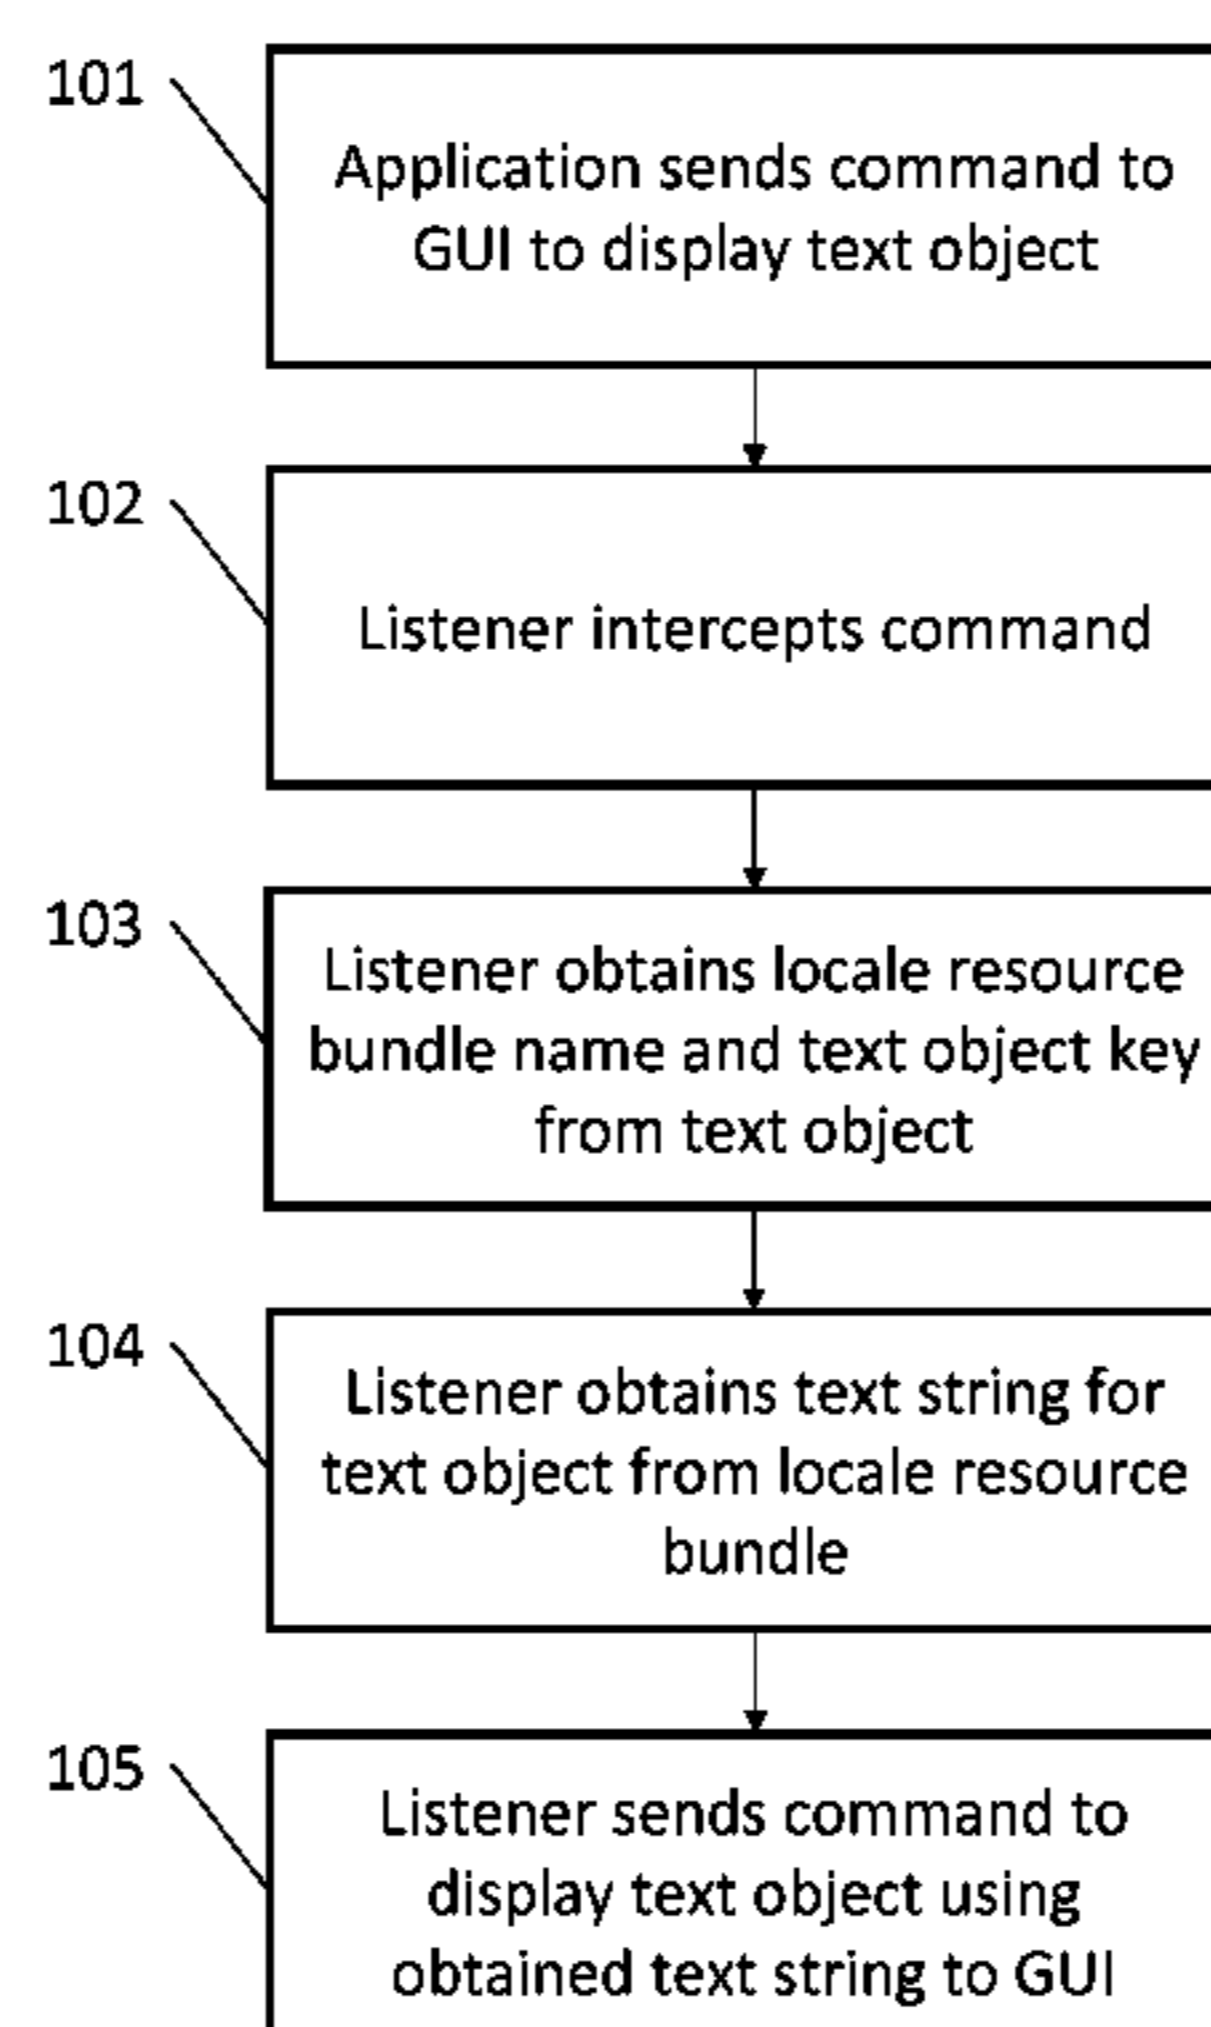 101
Application sends command to
GUI to display text object
102
Listener intercepts command
103
Listener obtains locale resource
bundle name and text object key
from text object
104
Listener obtains text string for
text object from locale resource
bundle
105
Listener sends command to
display text object using
obtained text string to GUI